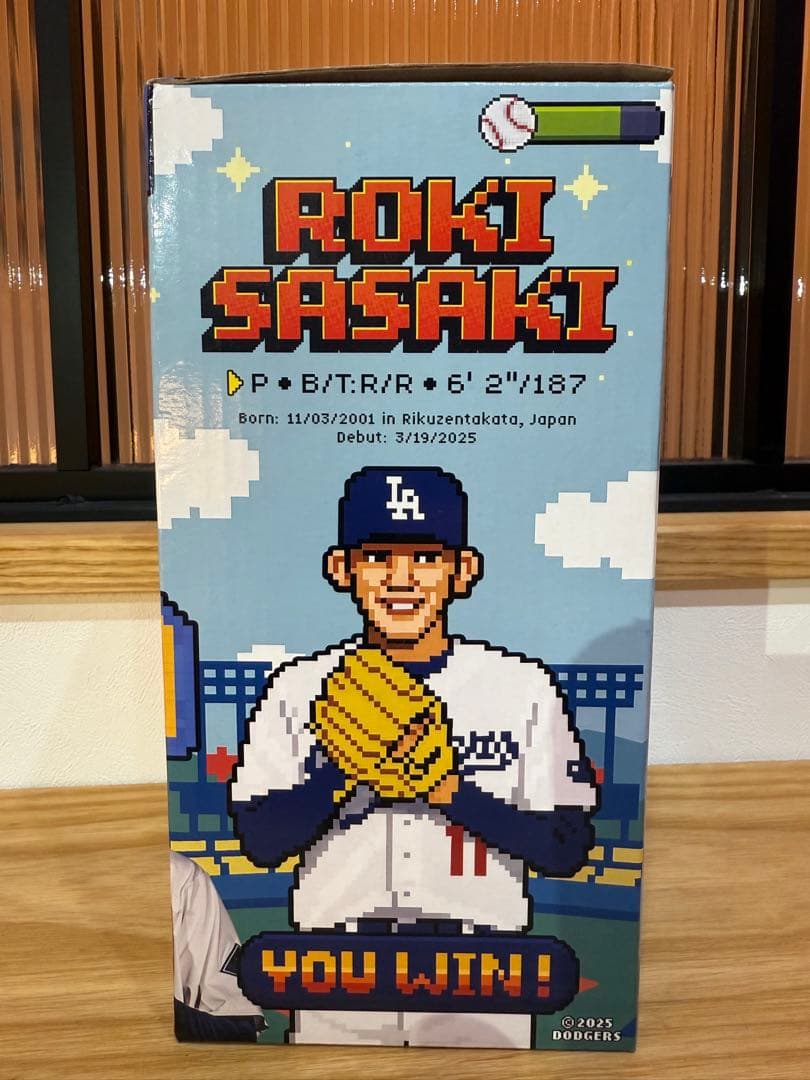 ROKI
SASAKI
P • B/T:R/R • 6' 2"/187
Born: 11/03/2001 in Rikuzentakata, Japan
Debut: 3/19/2025
LA
11
YOU WIN!
©2025
DODGERS